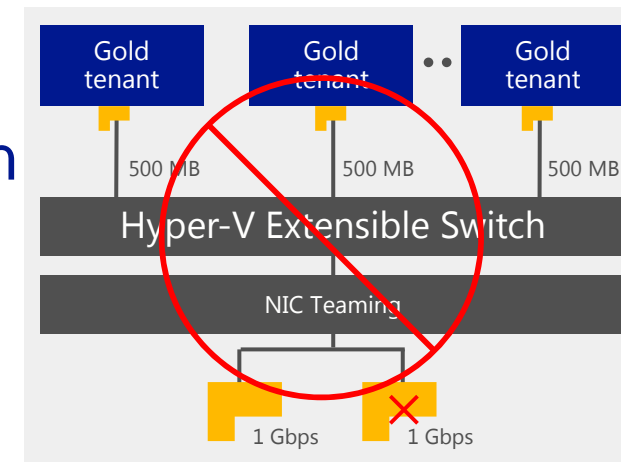 Gold
tenant
Gold
tenant
Gold
tenant
n
500 MB
500 MB
500 MB
Hyper-V Extensible Switch
NIC Teaming
1 Gbps
1 Gbps